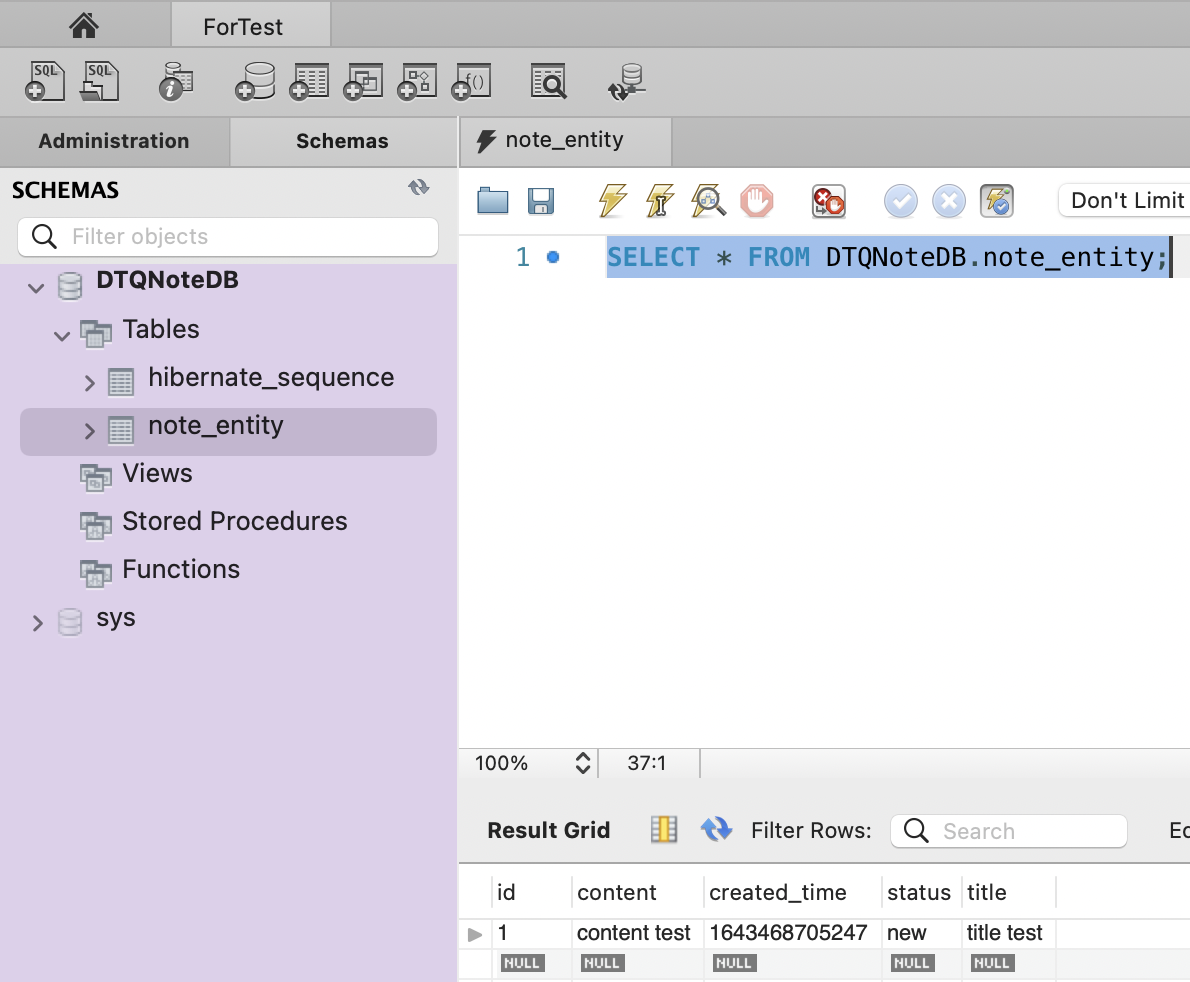 ForTest
SQL SQL
Administration Schemas note_entity
SCHEMAS
Don't Limit
Filter objects
1 SELECT * FROM DTQNoteDB.note_entity;
DTQNoteDB
Tables
hibernate_sequence
note_entity
Views
Stored Procedures
Functions
sys
100% 37:1
Result Grid Filter Rows: Search
id content created_time status title
1 content test 1643468705247 new title test
NULL NULL NULL NULL NULL